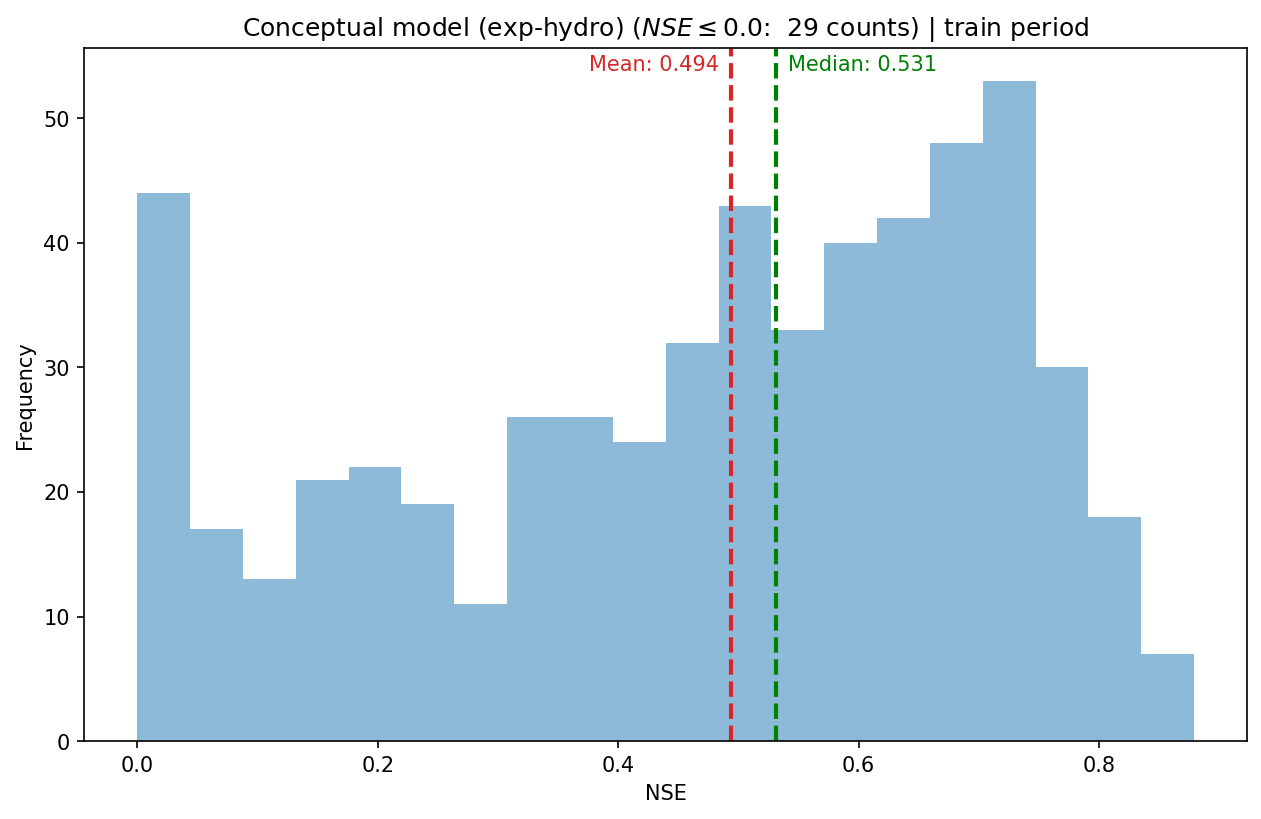 Conceptual model (exp-hydro) (NSE ≤ 0.0: 29 counts) | train period
Mean: 0.494
Median: 0.531
Frequency
50
40
30
20
10
0
0.0 0.2 0.4 0.6 0.8
NSE